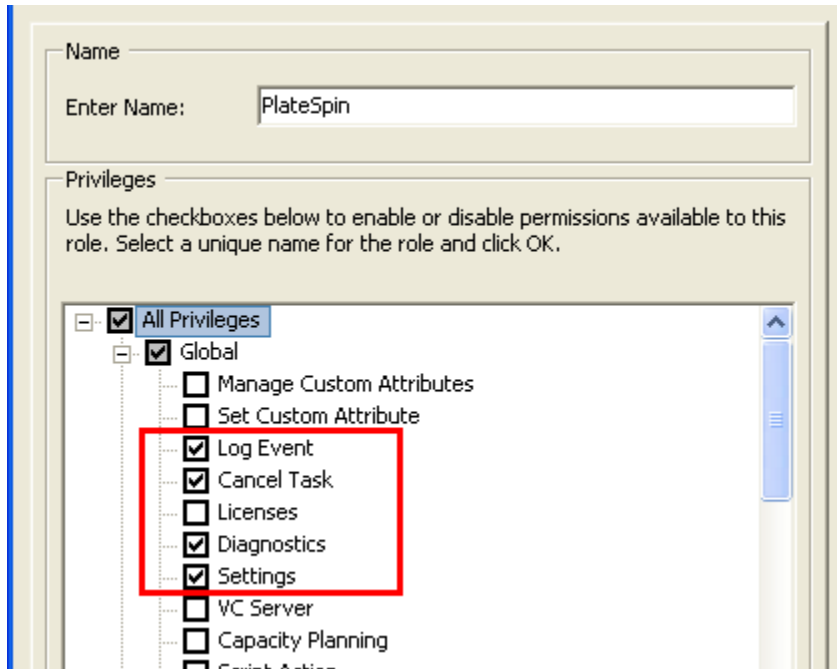 Name
Enter Name:
PlateSpin
Privileges
Use the checkboxes below to enable or disable permissions available to this
role. Select a unique name for the role and click OK.
All Privileges
Global
Manage Custom Attributes
Set Custom Attribute
Log Event
Cancel Task
Licenses
Diagnostics
Settings
VC Server
Capacity Planning
Script Action